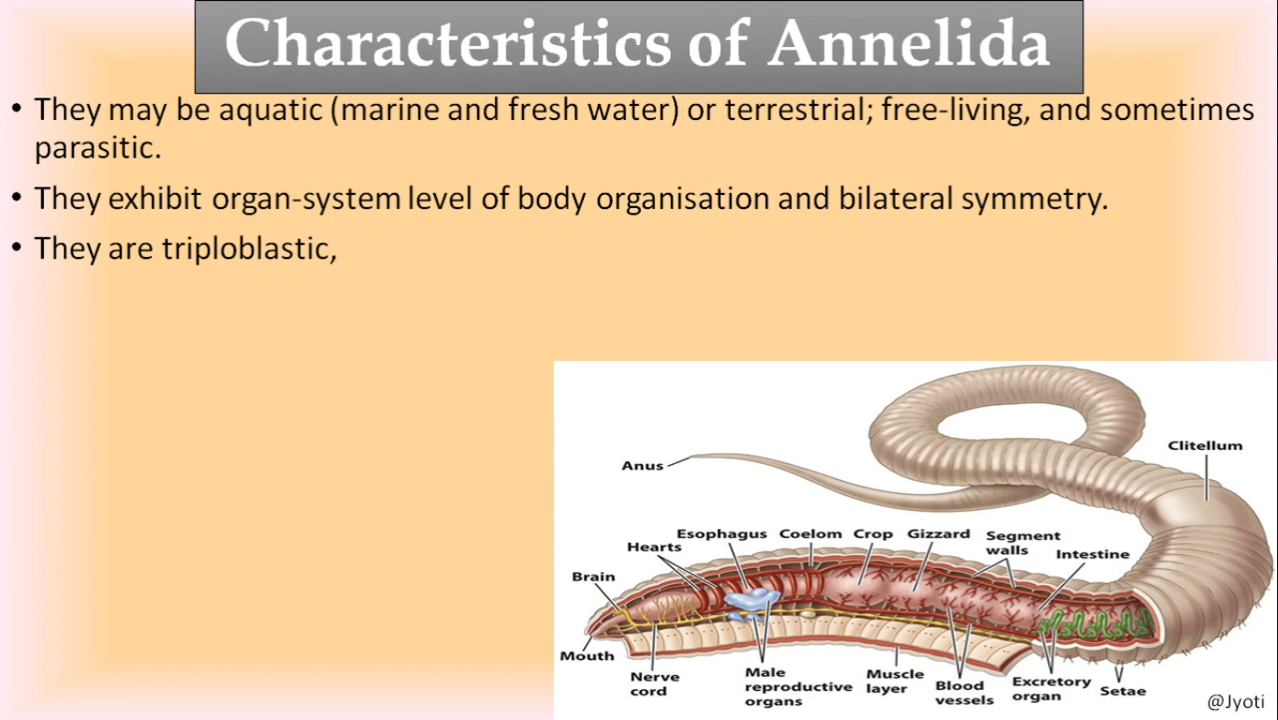 Characteristics of Annelida
• They may be aquatic (marine and fresh water) or terrestrial; free-living, and sometimes
parasitic.
• They exhibit organ-system level of body organisation and bilateral symmetry.
• They are triploblastic,
Clitellum
Anus
Esophagus Coelom Crop Gizzard Segment
walls
Hearts
Intestine
Brain
Mouth
Nerve
cord
Male
reproductive
organs
Muscle
layer
Blood
vessels
Excretory
organ
Setae
@Jyoti